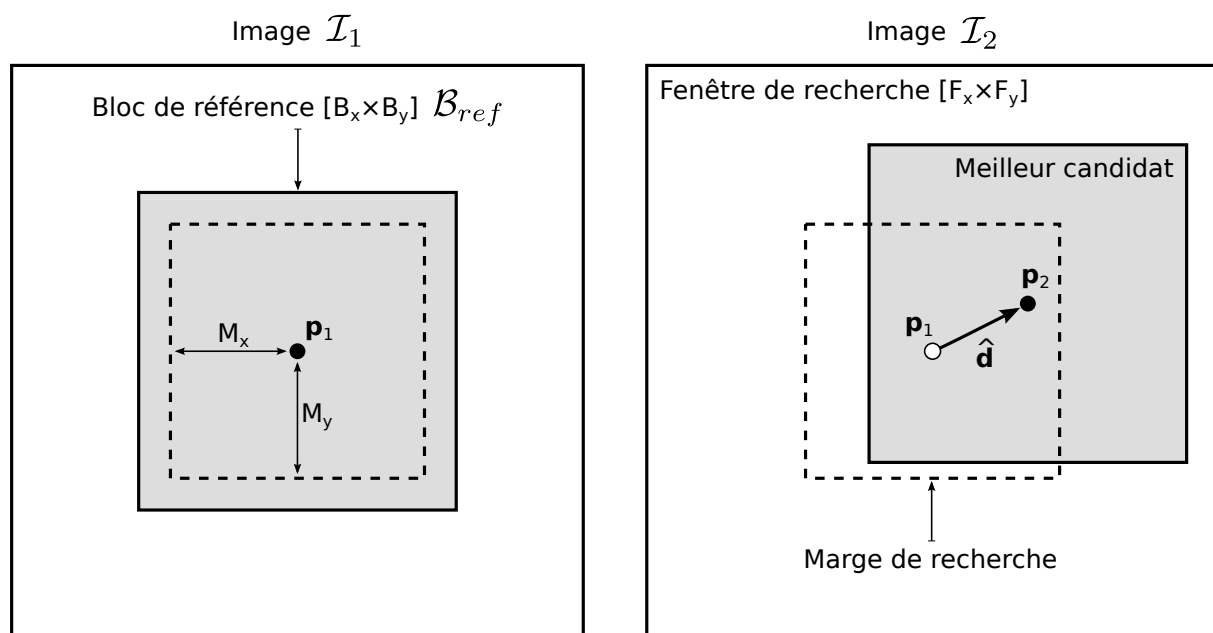 Image I₁
Bloc de référence [Bₓ×Bᵧ] B_ref
Mₓ
p₁
Mᵧ
Image I₂
Fenêtre de recherche [Fₓ×Fᵧ]
Meilleur candidat
p₂
p₁
d̂
Marge de recherche